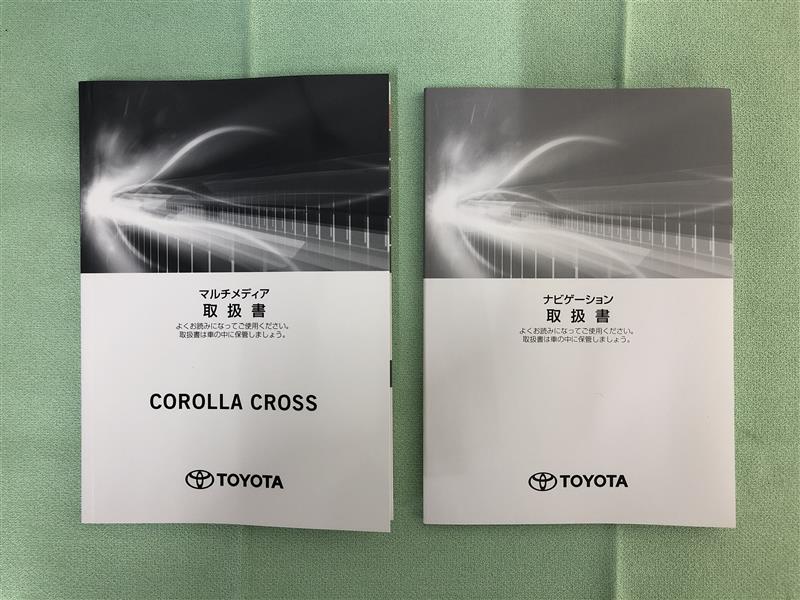 マルチメディア
取扱書
よくお読みになってご使用ください。
取扱書は車の中に保管しましょう。
COROLLA CROSS
TOYOTA
ナビゲーション
取扱書
よくお読みになってご使用ください。
取扱書は車の中に保管しましょう。
TOYOTA